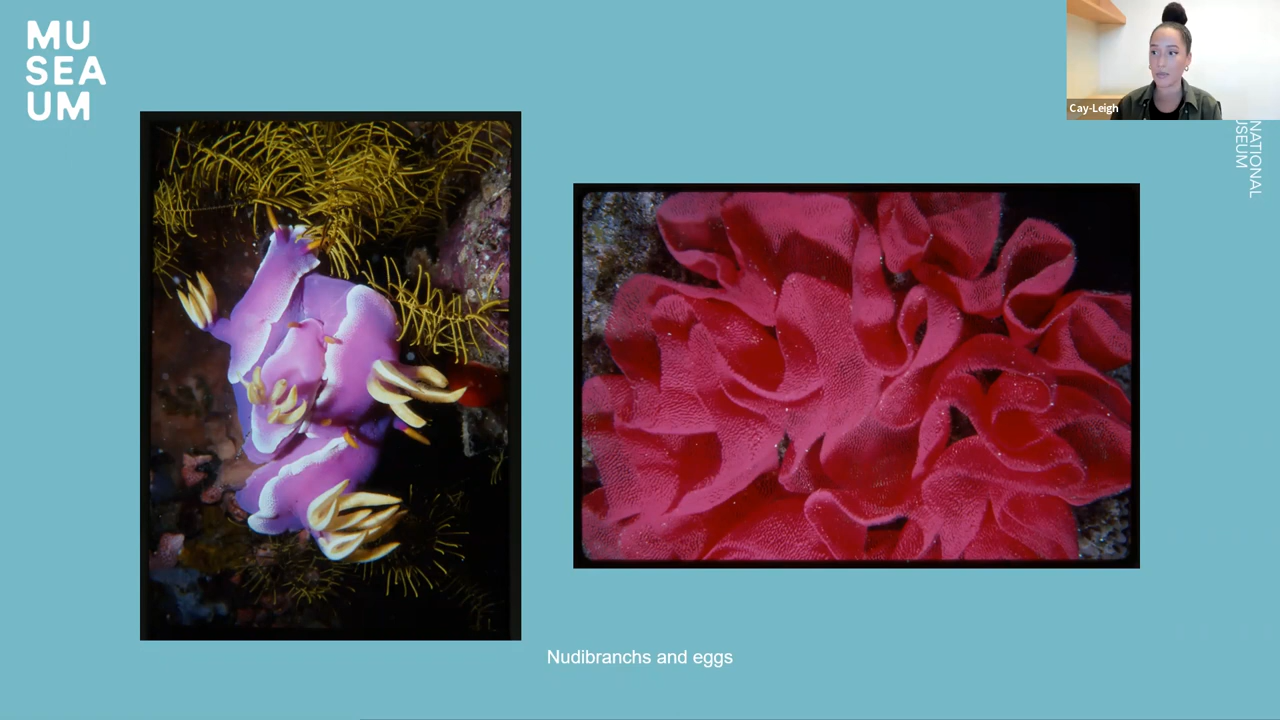 MU
SEA
UM
Cay-Leigh
NATIONAL
USEUM
Nudibranchs and eggs